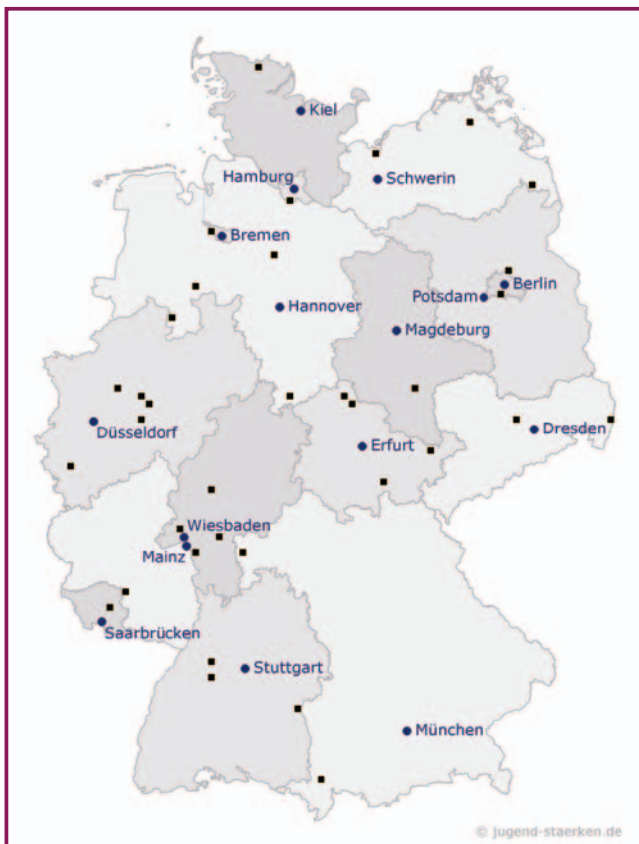 Kiel
Hamburg
Schwerin
Bremen
Berlin
Potsdam
Hannover
Magdeburg
Düsseldorf
Dresden
Erfurt
Wiesbaden
Mainz
Saarbrücken
Stuttgart
München
© jugend-staerken.de